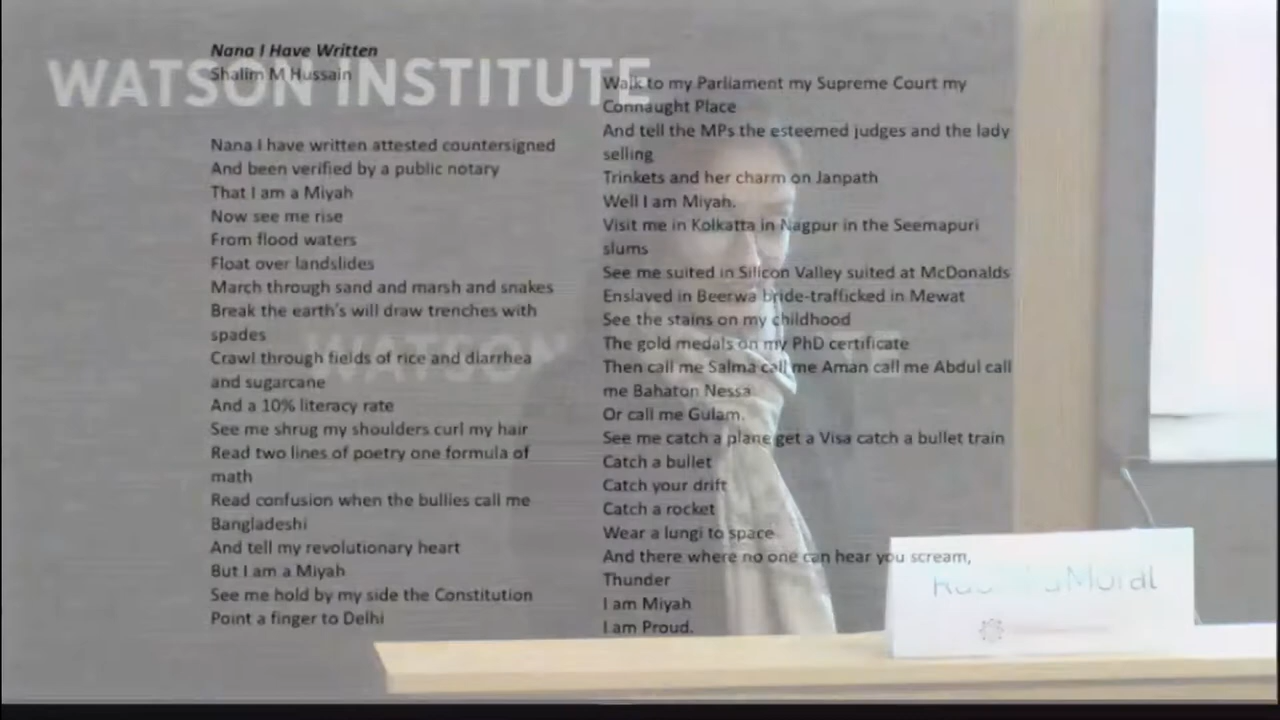 Nana I Have Written
Shalim M Hussain
WATSON INSTITUTE
Nana I have written attested countersigned
And been verified by a public notary
That I am a Miyah
Now see me rise
From flood waters
Float over landslides
March through sand and marsh and snakes
Break the earth's will draw trenches with
spades
Crawl through fields of rice and diarrhea
and sugarcane
And a 10% literacy rate
See me shrug my shoulders curl my hair
Read two lines of poetry one formula of
math
Read confusion when the bullies call me
Bangladeshi
And tell my revolutionary heart
But I am a Miyah
See me hold by my side the Constitution
Point a finger to Delhi
Walk to my Parliament my Supreme Court my
Connaught Place
And tell the MPs the esteemed judges and the lady
selling
Trinkets and her charm on Janpath
Well I am Miyah.
Visit me in Kolkatta in Nagpur in the Seemapuri
slums
See me suited in Silicon Valley suited at McDonalds
Enslaved in Beerwa bride-trafficked in Mewat
See the stains on my childhood
The gold medals on my PhD certificate
Then call me Salma call me Aman call me Abdul call
me Bahaton Nessa
Or call me Gulam.
See me catch a plane get a Visa catch a bullet train
Catch a bullet
Catch your drift
Catch a rocket
Wear a lungi to space
And there where no one can hear you scream,
Thunder
I am Miyah
I am Proud.
WATSON